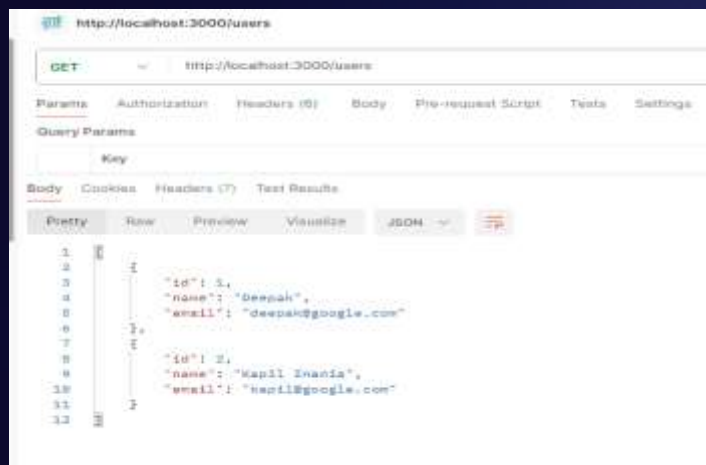 http://localhost:3000/users
GET http://localhost:3000/users
Params Authorization Headers (6) Body Pre-request Script Tests Settings
Query Params
Key
Body Cookies Headers (7) Test Results
Pretty Raw Preview Visualize JSON
1 [
2 {
3 "id": 1,
4 "name": "Deepak",
5 "email": "deepak@google.com"
6 },
7 {
8 "id": 2,
9 "name": "Kapil Inania",
10 "email": "kapil@google.com"
11 }
12 ]